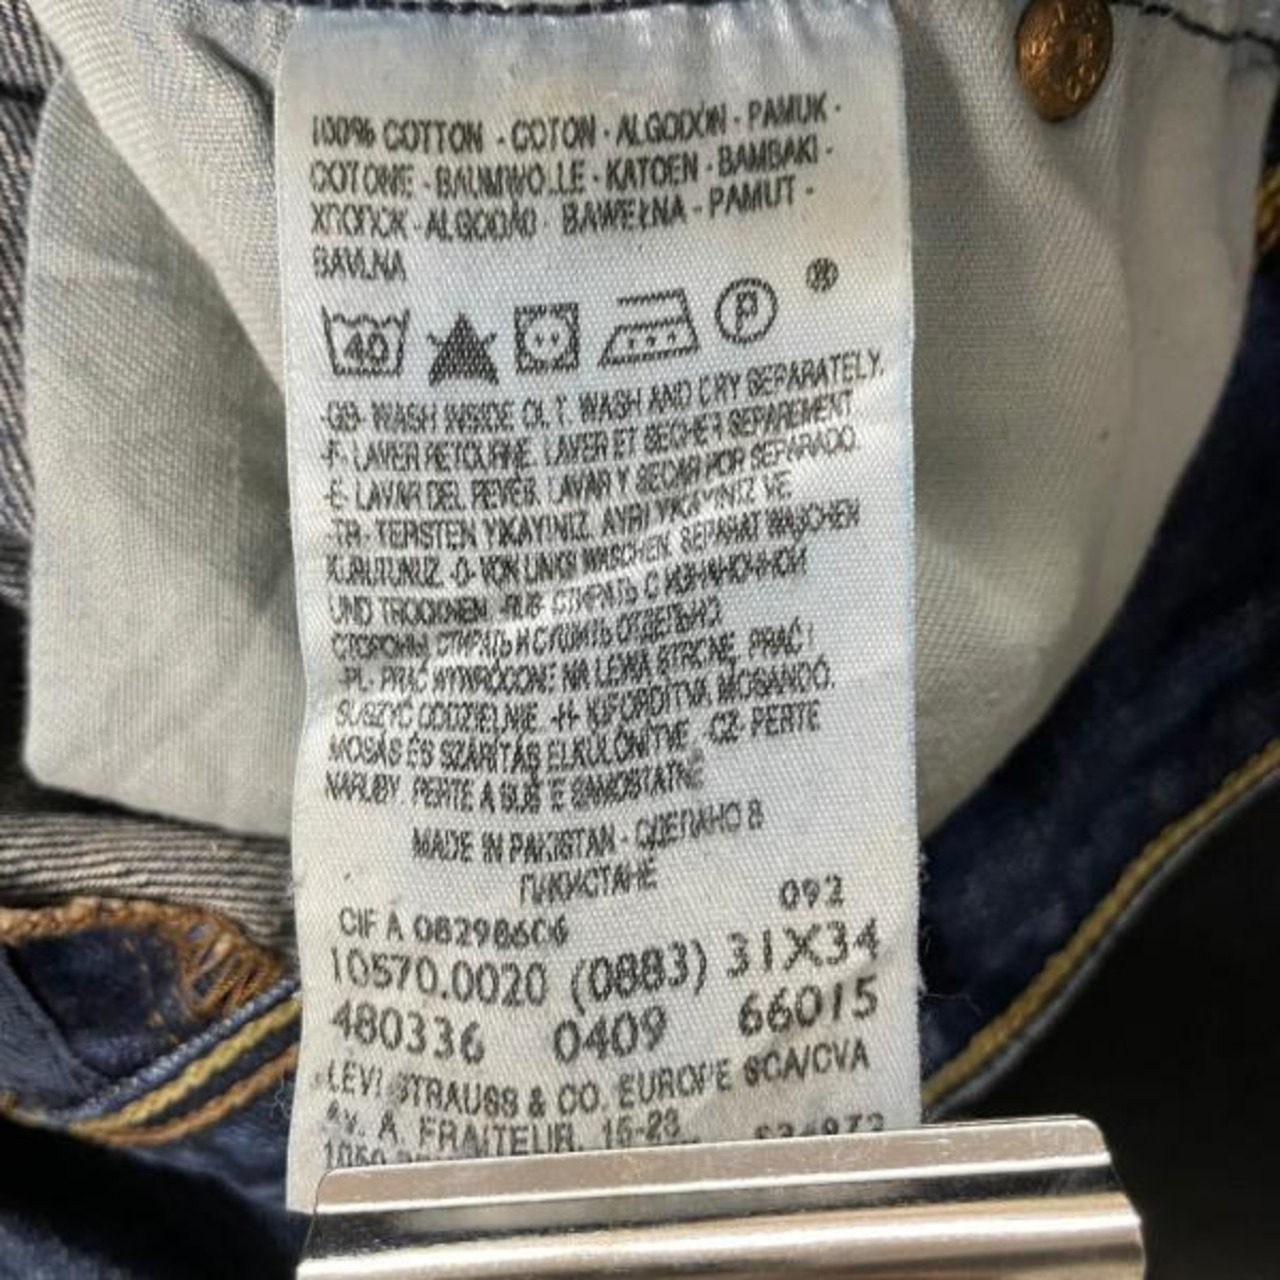 100% COTTON - COTON - ALGODÓN - PAMUK -
COTONE - BAUMWOLLE - KATOEN - BAMBAKI -
ХЛОПОК - ALGODÃO - BAWEŁNA - PAMUT -
BAVLNA
40 P ®
-GB- WASH INSIDE OUT. WASH AND DRY SEPARATELY.
-F- LAVER RETOURNE. LAVER ET SECHER SEPAREMENT.
-E- LAVAR DEL REVES. LAVAR Y SECAR POR SEPARADO.
-TR- TERSTEN YIKAYINIZ. AYRI YIKAYINIZ VE
KURUTUNUZ. -D- VON LINKS WASCHEN. SEPARAT WASCHEN
UND TROCKNEN. -RUS- СТИРАТЬ С ИЗНАНОЧНОЙ
СТОРОНЫ. СТИРАТЬ И СУШИТЬ ОТДЕЛЬНО.
-PL- PRAĆ WYWRÓCONE NA LEWĄ STRONĘ. PRAĆ I
SUSZYĆ ODDZIELNIE. -H- KIFORDÍTVA MOSANDÓ.
MOSÁS ÉS SZÁRÍTÁS ELKÜLÖNÍTVE. -CZ- PERTE
NARUBY. PERTE A SUŠTE SAMOSTATNĚ
MADE IN PAKISTAN - СДЕЛАНО В
ПАКИСТАНЕ
092
CIF A 08298606
10570.0020 (0883) 31X34
480336 0409 66015
LEVI STRAUSS & CO. EUROPE SCA/CVA
AV. A. FRAITEUR, 15-23
1050